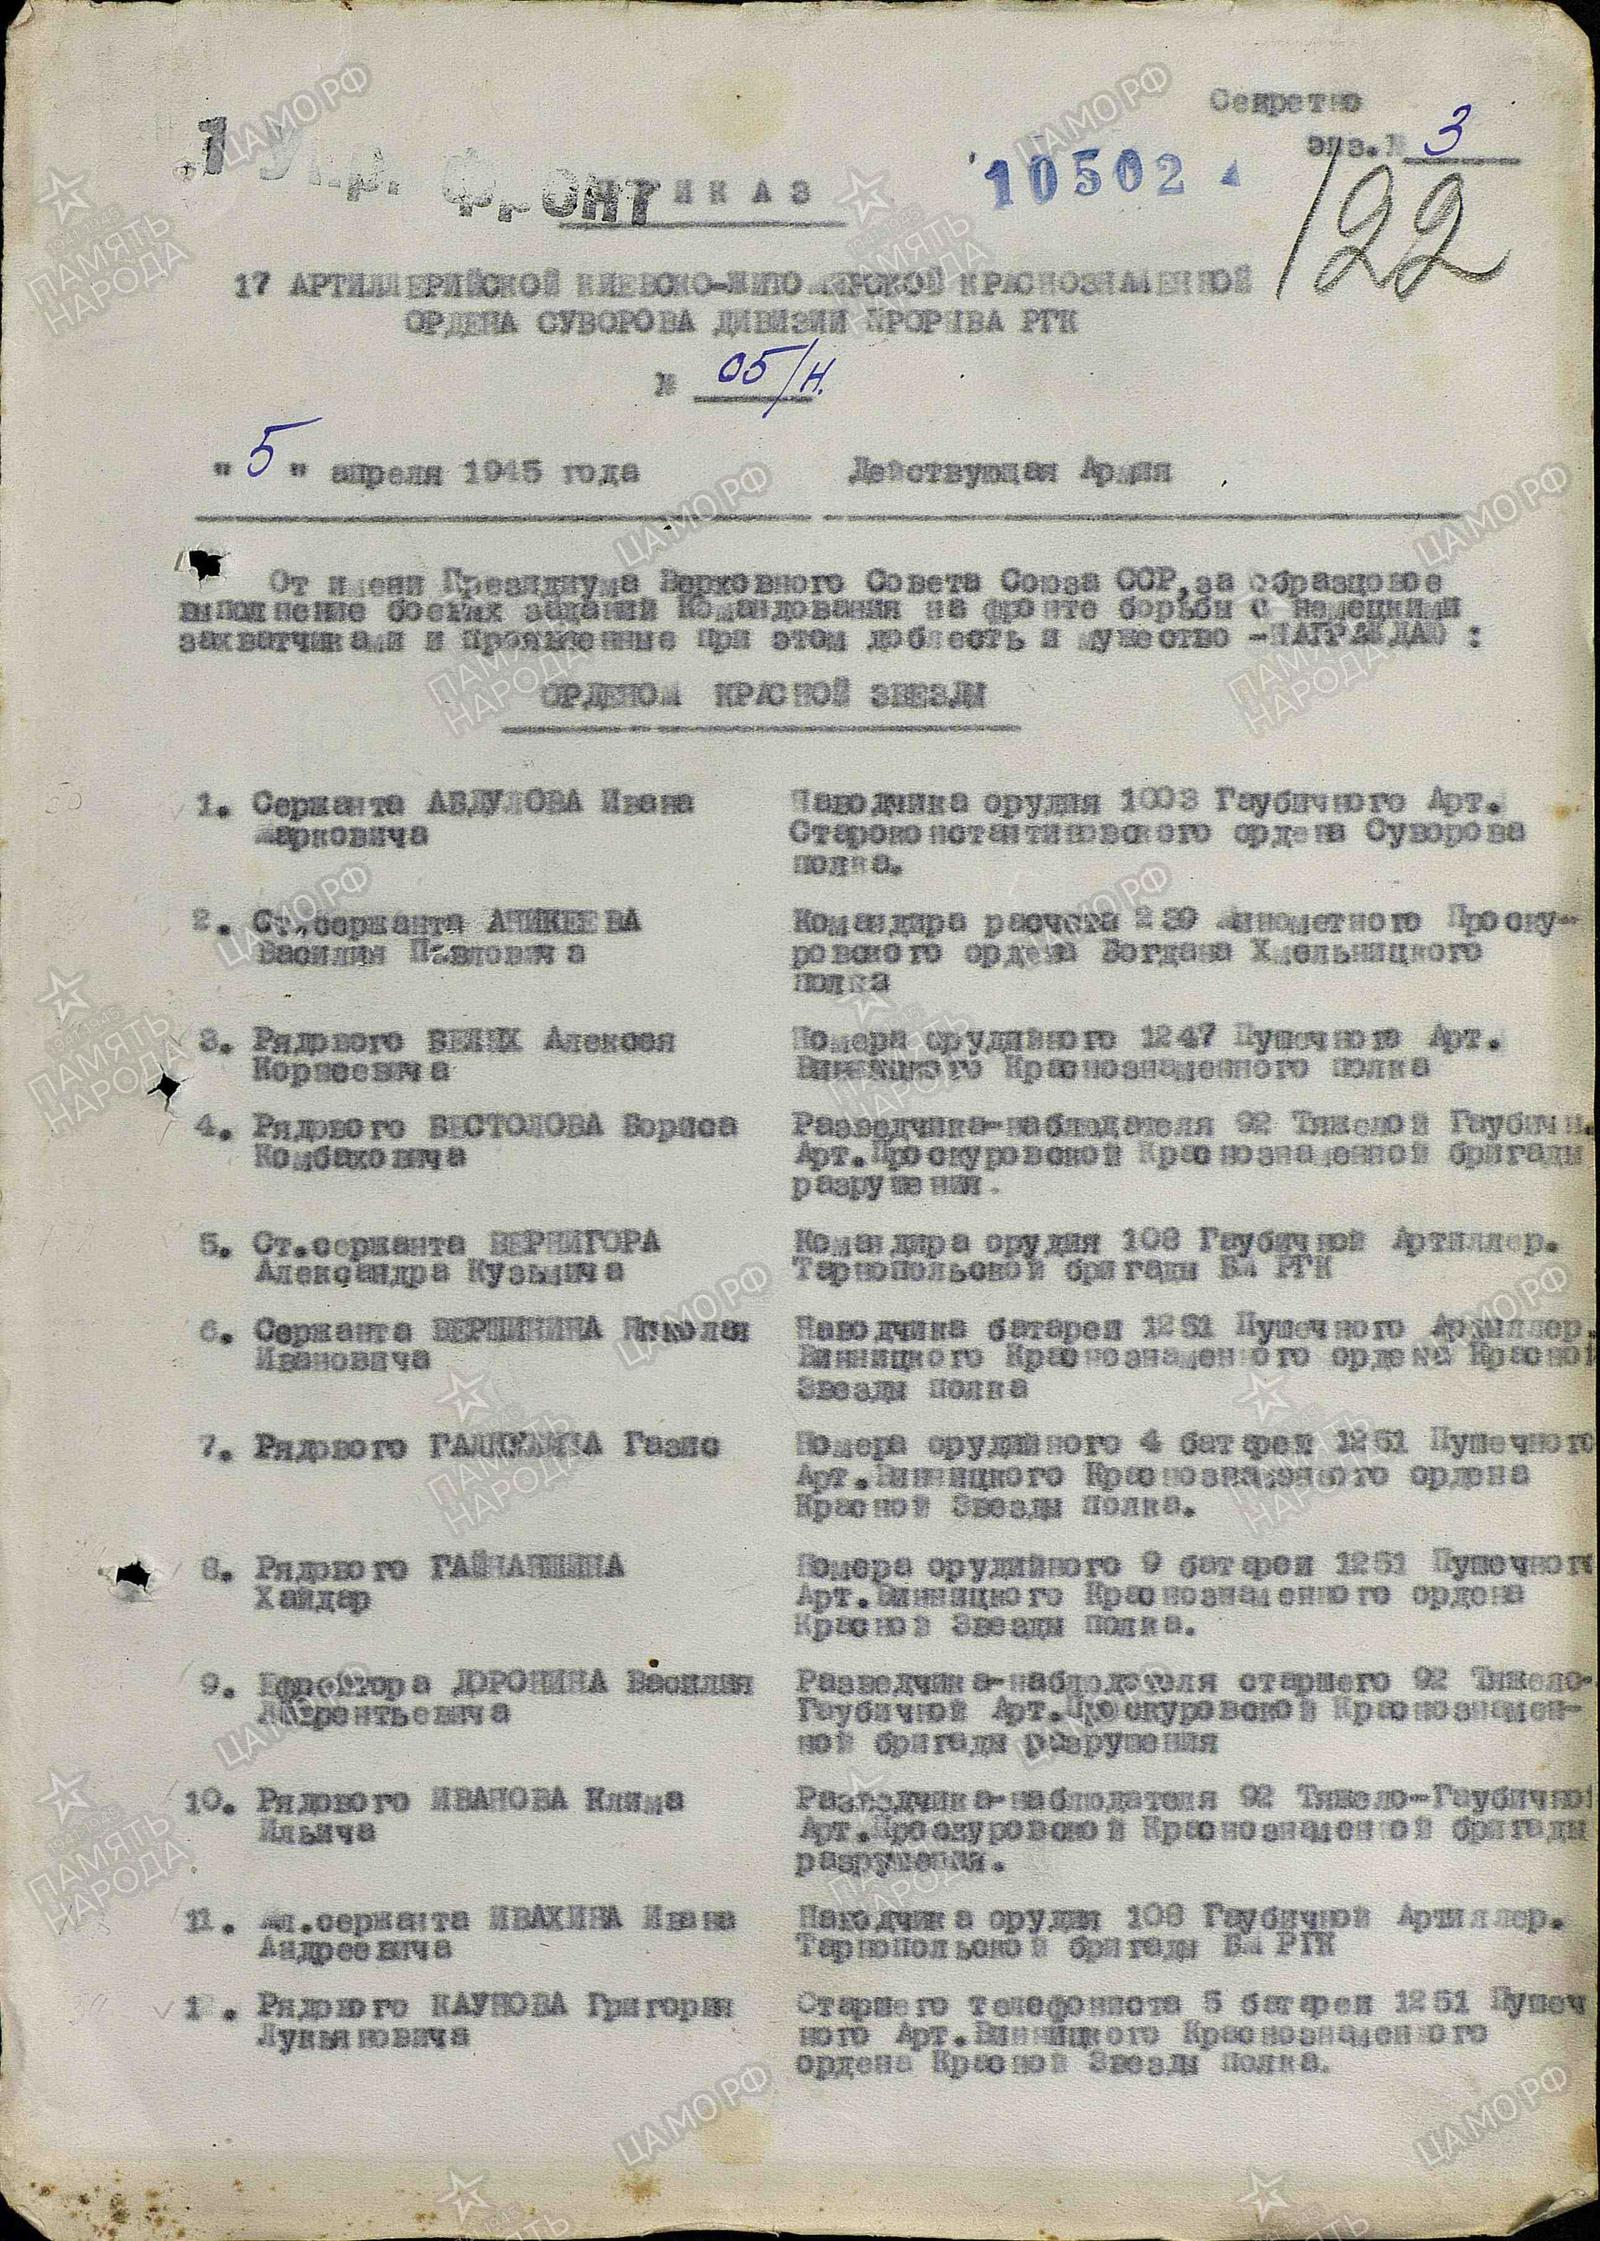 Секретно
экз.№ 3
1 Укр. ФРОНТ
ПРИКАЗ
10502
122
17 АРТИЛЛЕРИЙСКОЙ КИЕВСКО-ЖИТОМИРСКОЙ КРАСНОЗНАМЕННОЙ
ОРДЕНА СУВОРОВА ДИВИЗИИ ПРОРЫВА РГК
№ 05/н.
" 5 " апреля 1945 года Действующая Армия
От имени Президиума Верховного Совета Союза ССР, за образцовое
выполнение боевых заданий Командования на фронте борьбы с немецкими
захватчиками и проявленные при этом доблесть и мужество -НАГРАЖДАЮ :
ОРДЕНОМ КРАСНОЙ ЗВЕЗДЫ
1. Сержанта АВДУЛОВА Ивана Наводчика орудия 1003 Гаубичного Арт.
Марковича Староконстантиновского ордена Суворова
полка.
2. Ст.сержанта АНИКЕЕВА Командира расчета 239 Минометного Проску-
Василия Павловича ровского ордена Богдана Хмельницкого
полка
3. Рядового БЕЛЫХ Алексея Номера орудийного 1247 Пушечного Арт.
Корнеевича Винницкого Краснознаменного полка
4. Рядового Бориса Разведчика-наблюдателя 92 Тяжелой Гаубичн.
Комбаковича Арт.Проскуровской Краснознаменной бригады
разрушения.
5. Ст.сержанта ВЕРНИГОРА Командира орудия 108 Гаубичной Артиллер.
Александра Кузьмича Тарнопольской бригады БМ РГК
6. Сержанта ВЕРШИНИНА Николая Наводчика батареи 1251 Пушечного Артиллер.
Ивановича Винницкого Краснознаменного ордена Красной
Звезды полка
7. Рядового Газис Номера орудийного 4 батареи 1251 Пушечного
Арт.Винницкого Краснознаменного ордена
Красной Звезды полка.
8. Рядового ГАЙНАНШИНА Номера орудийного 9 батареи 1251 Пушечного
Хайдар Арт.Винницкого Краснознаменного ордена
Красной Звезды полка.
9. Ефрейтора ДОРОНИНА Василия Разведчика-наблюдателя старшего 92 Тяжело-
Лаврентьевича Гаубичной Арт.Проскуровской Краснознамен-
ной бригады разрушения
10. Рядового ИВАНОВА Клима Разведчика-наблюдателя 92 Тяжело-Гаубичной
Ильича Арт.Проскуровской Краснознаменной бригады
разрушения.
11. Мл.сержанта ИВАХИНА Ивана Наводчика орудия 108 Гаубичной Артиллер.
Андреевича Тарнопольской бригады БМ РГК
12. Рядового КАУНОВА Григория Старшего телефониста 5 батареи 1251 Пушеч
Лукьяновича ного Арт.Винницкого Краснознаменного
ордена Красной Звезды полка.